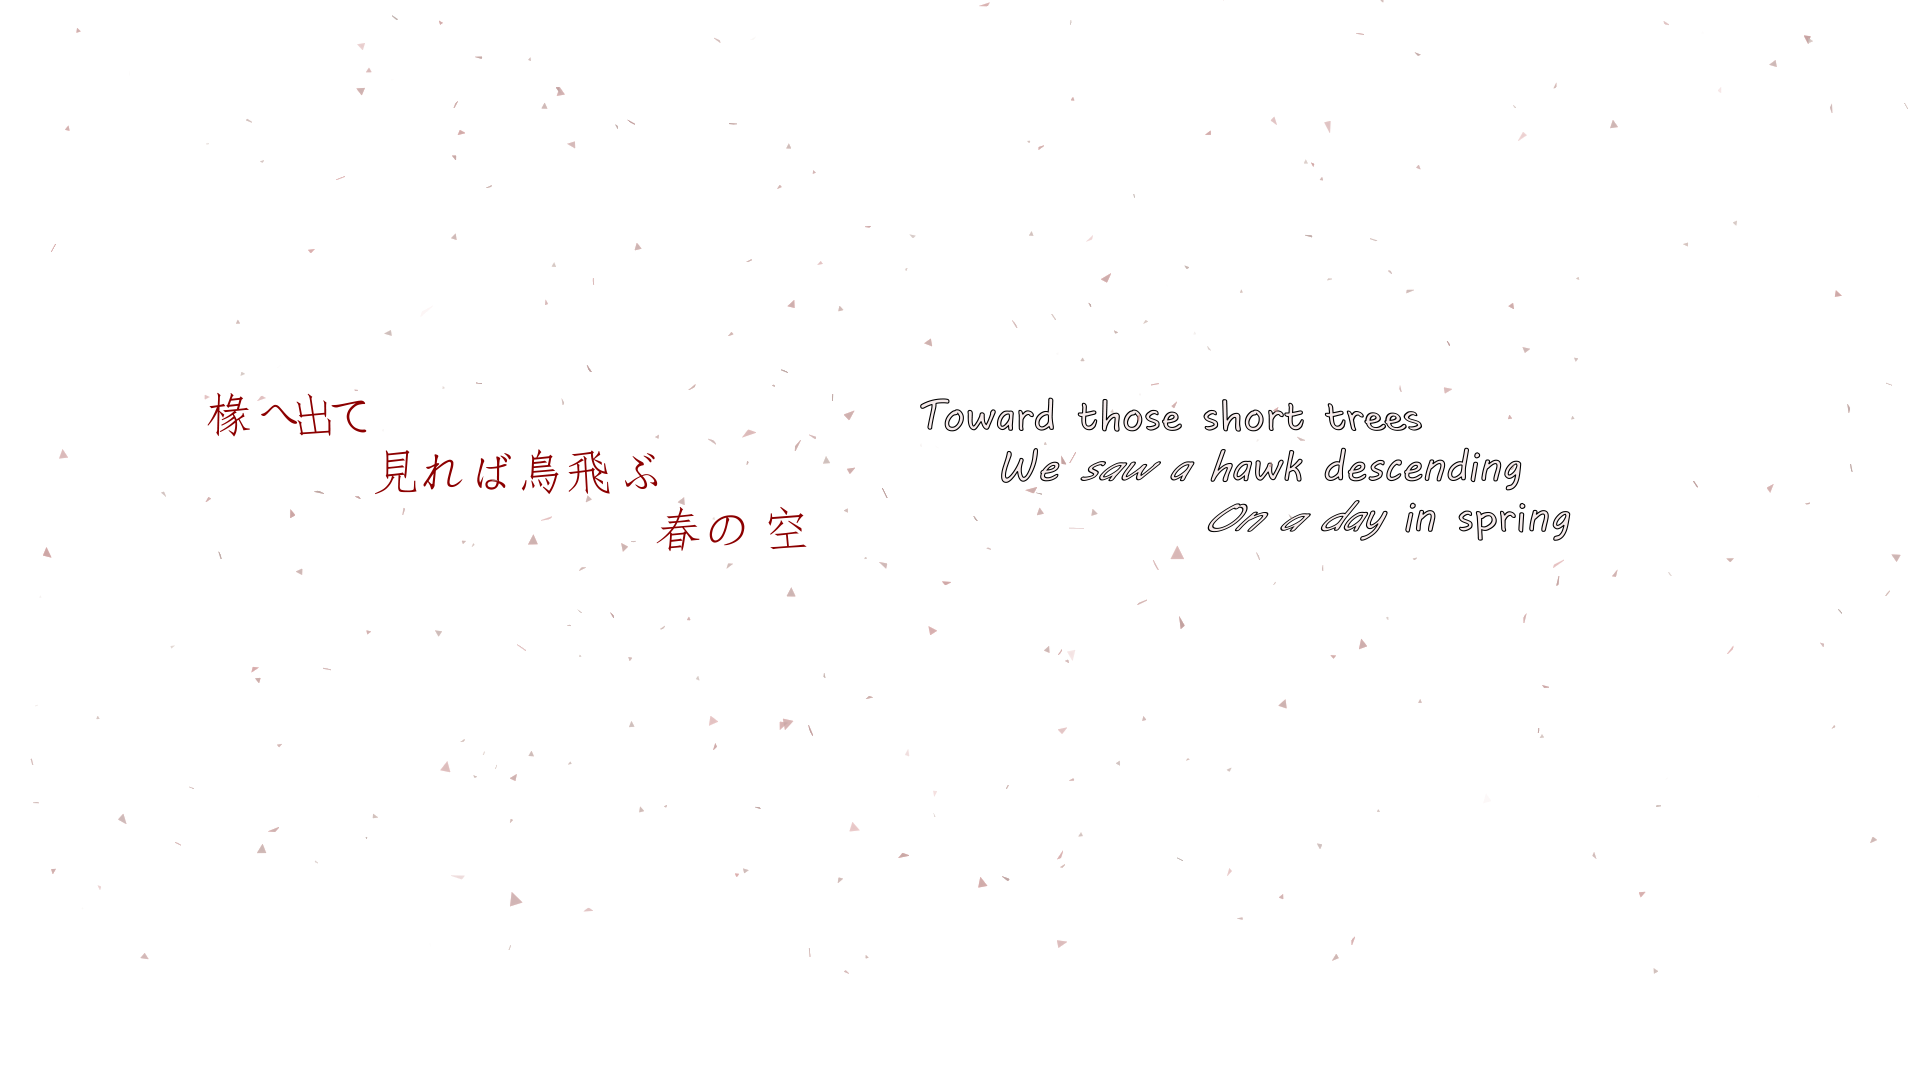 椽へ出て
見れば鳥飛ぶ
春の空
Toward those short trees
We saw a hawk descending
On a day in spring